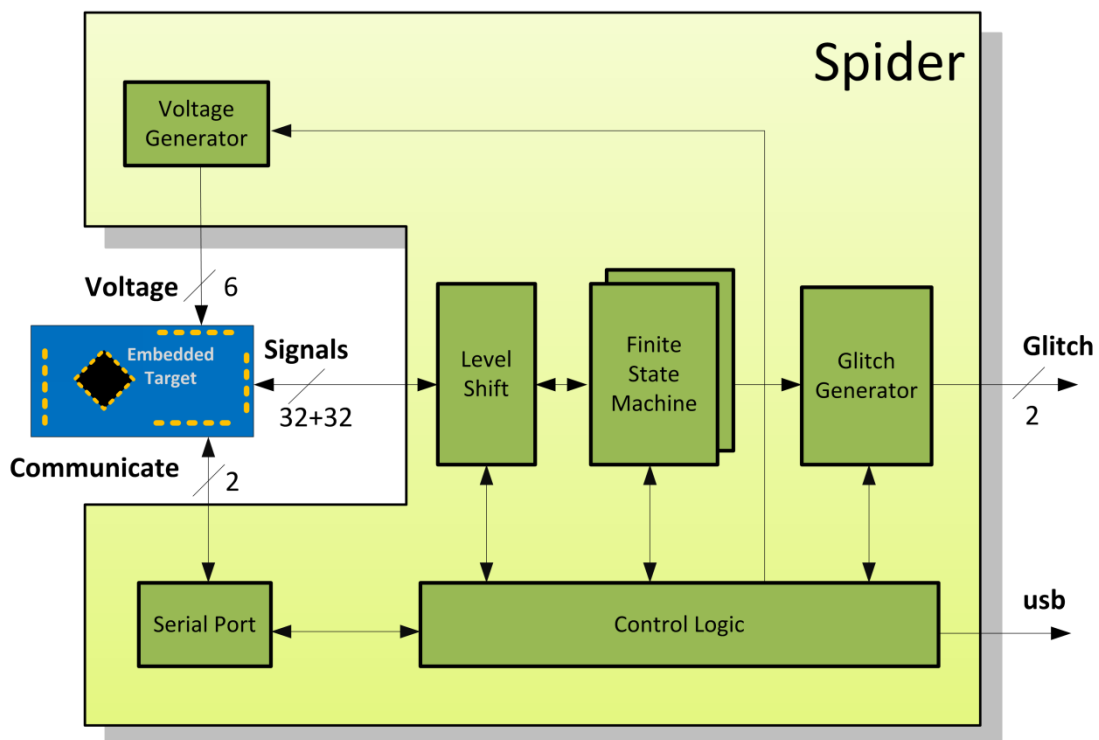 Spider
Voltage
Generator
Voltage
6
Embedded
Target
Signals
32+32
Communicate
2
Level
Shift
Finite
State
Machine
Glitch
Generator
Glitch
2
Serial Port
Control Logic
usb